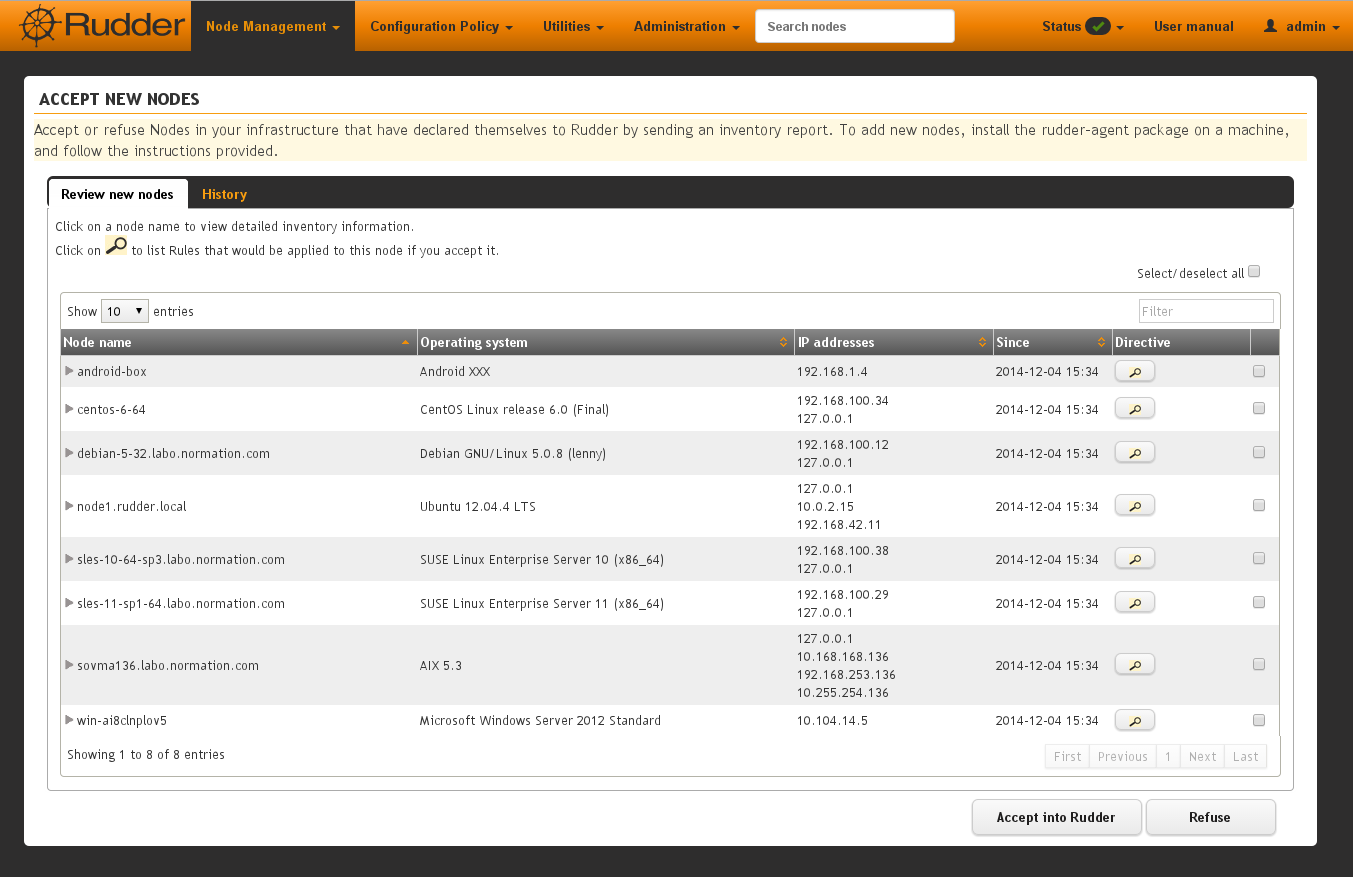 Rudder Node Management Configuration Policy Utilities Administration Search nodes Status User manual admin
ACCEPT NEW NODES
Accept or refuse Nodes in your infrastructure that have declared themselves to Rudder by sending an inventory report. To add new nodes, install the rudder-agent package on a machine,
and follow the instructions provided.
Review new nodes History
Click on a node name to view detailed inventory information.
Click on to list Rules that would be applied to this node if you accept it.
Select/deselect all
Show 10 entries Filter
Node name Operating system IP addresses Since Directive
android-box Android XXX 192.168.1.4 2014-12-04 15:34
centos-6-64 CentOS Linux release 6.0 (Final) 192.168.100.34 2014-12-04 15:34
127.0.0.1
debian-5-32.labo.normation.com Debian GNU/Linux 5.0.8 (lenny) 192.168.100.12 2014-12-04 15:34
127.0.0.1
node1.rudder.local Ubuntu 12.04.4 LTS 127.0.0.1 2014-12-04 15:34
10.0.2.15
192.168.42.11
sles-10-64-sp3.labo.normation.com SUSE Linux Enterprise Server 10 (x86_64) 192.168.100.38 2014-12-04 15:34
127.0.0.1
sles-11-sp1-64.labo.normation.com SUSE Linux Enterprise Server 11 (x86_64) 192.168.100.29 2014-12-04 15:34
127.0.0.1
sovma136.labo.normation.com AIX 5.3 127.0.0.1 2014-12-04 15:34
10.168.168.136
192.168.253.136
10.255.254.136
win-ai8clnplov5 Microsoft Windows Server 2012 Standard 10.104.14.5 2014-12-04 15:34
Showing 1 to 8 of 8 entries First Previous 1 Next Last
Accept into Rudder Refuse